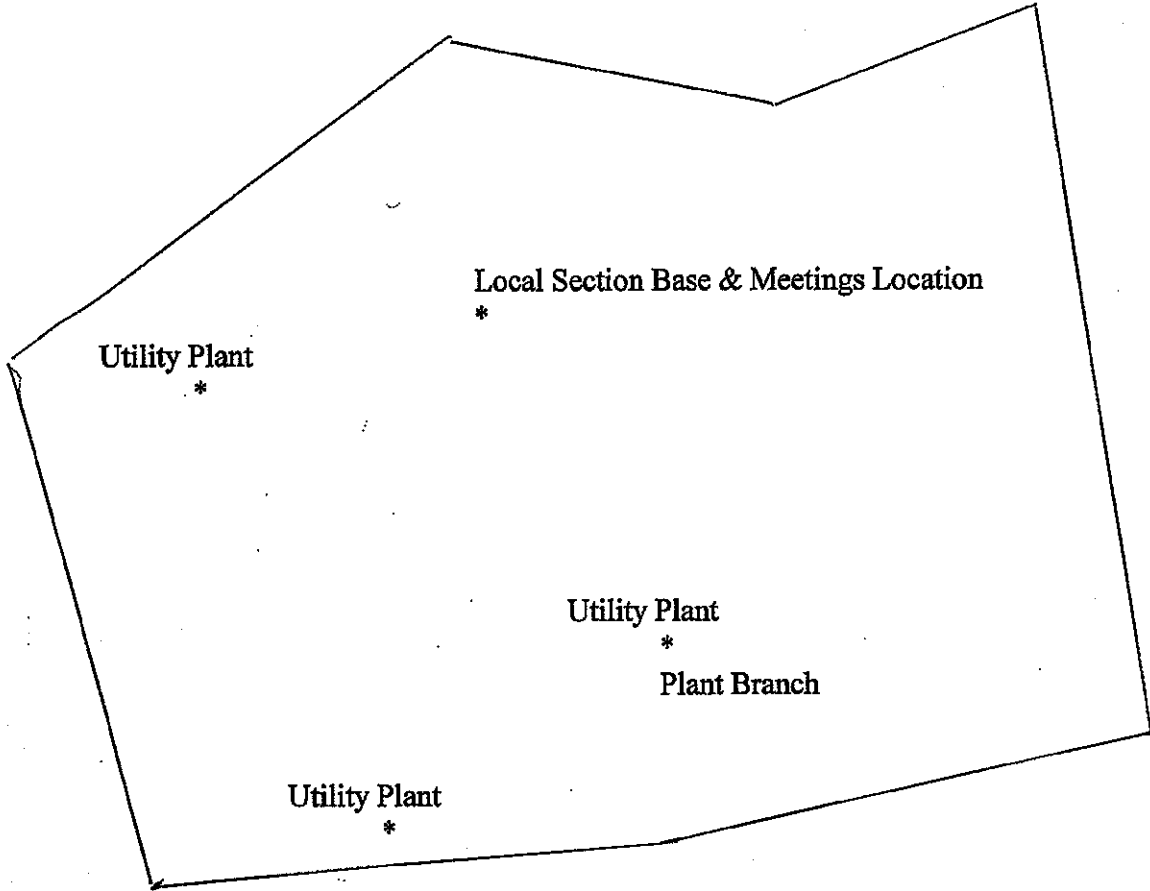 Local Section Base & Meetings Location
*
Utility Plant
*
Utility Plant
*
Plant Branch
Utility Plant
*